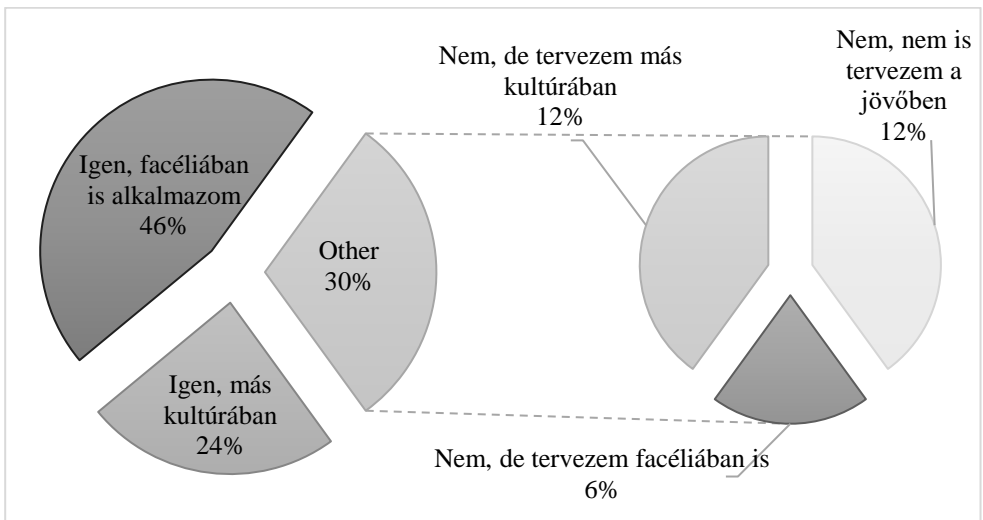 Igen, facéliában
is alkalmazom
46%
Igen, más
kultúrában
24%
Other
30%
Nem, de tervezem más
kultúrában
12%
Nem, nem is
tervezem a
jövőben
12%
Nem, de tervezem facéliában is
6%